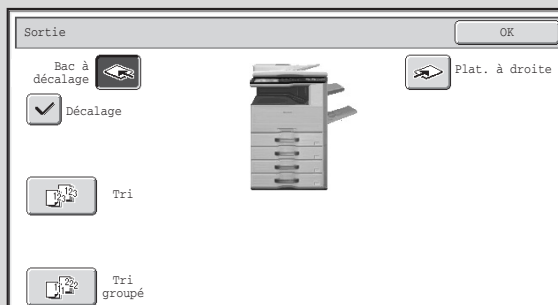 Sortie
OK
Bac à
décalage
Plat. à droite
Décalage
Tri
Tri
groupé